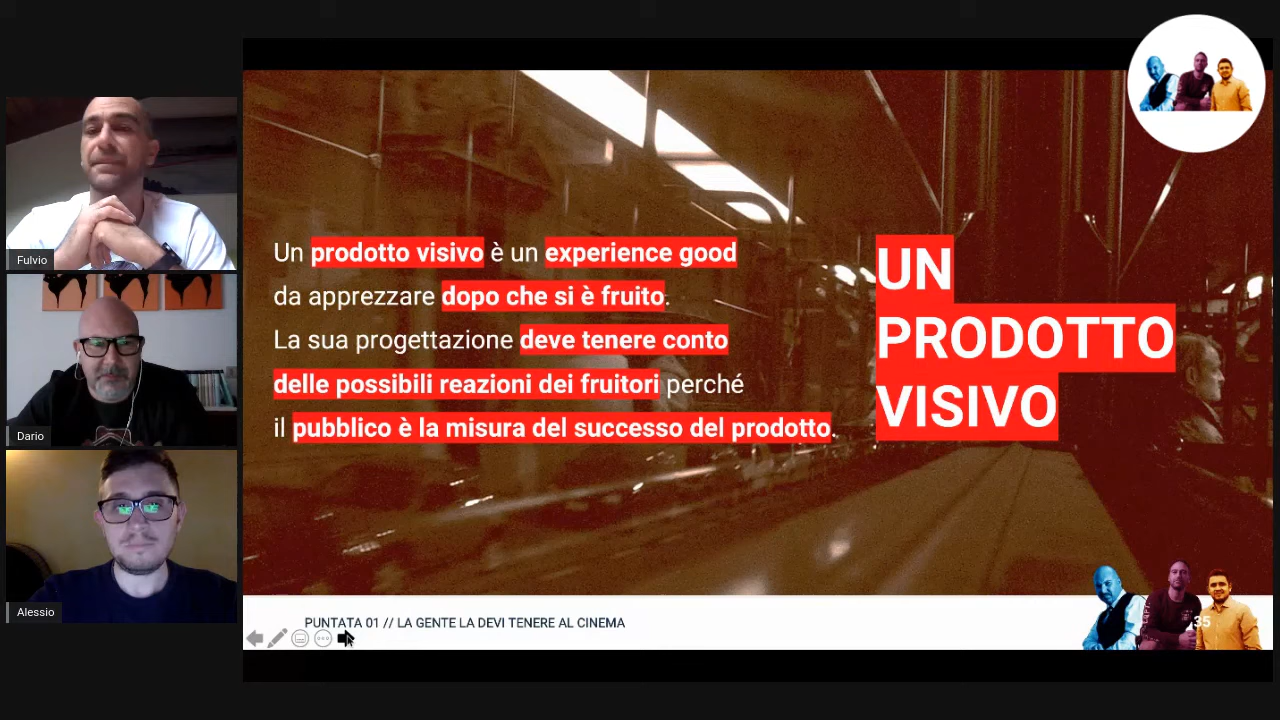 Fulvio
Dario
Alessio
Un prodotto visivo è un experience good
da apprezzare dopo che si è fruito.
La sua progettazione deve tenere conto
delle possibili reazioni dei fruitori perché
il pubblico è la misura del successo del prodotto.
UN
PRODOTTO
VISIVO
PUNTATA 01 // LA GENTE LA DEVI TENERE AL CINEMA
35